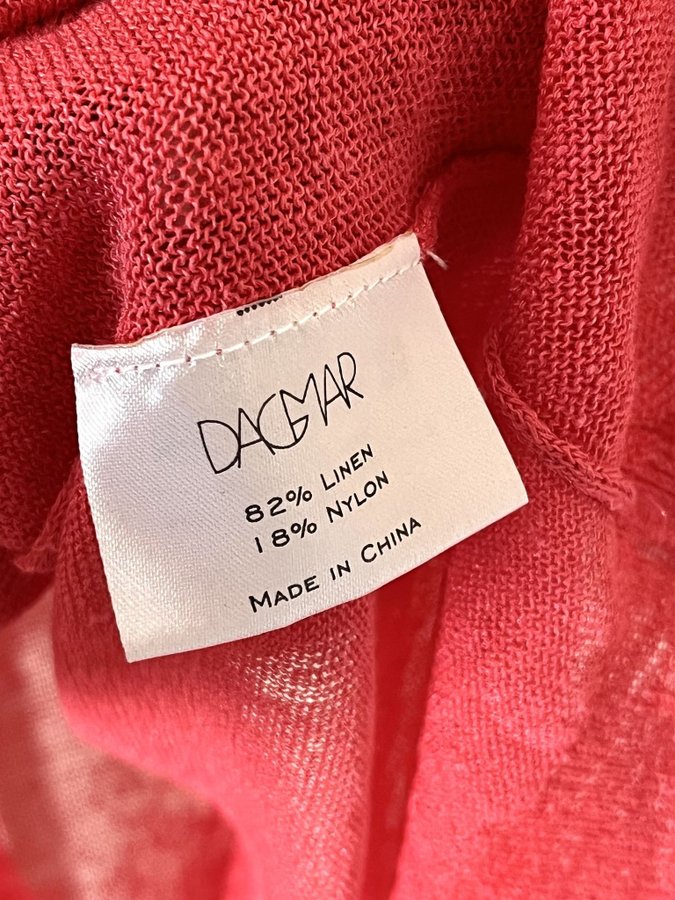 DAGMAR
82% LINEN
18% NYLON
MADE IN CHINA